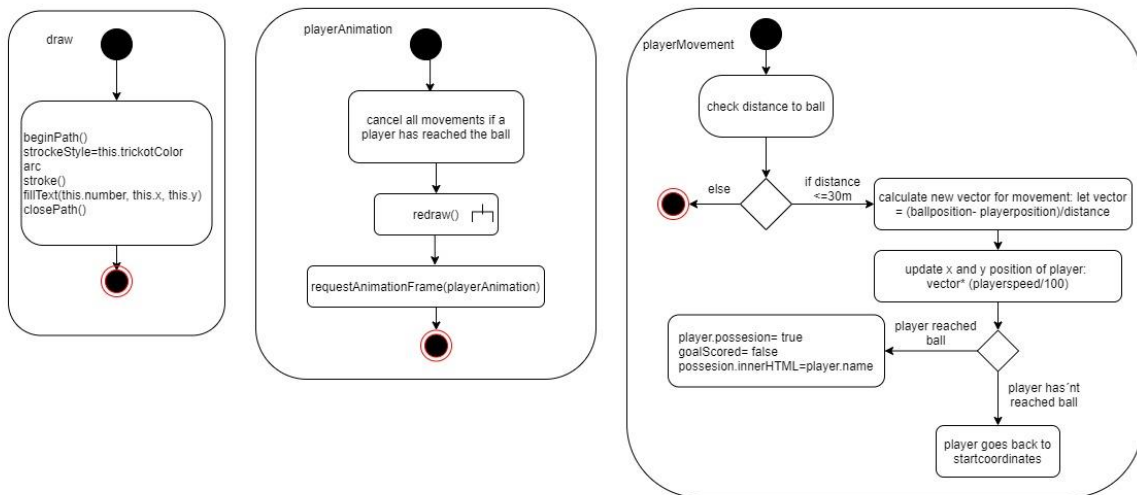 draw
beginPath()
strockeStyle=this.trickotColor
arc
stroke()
fillText(this.number, this.x, this.y)
closePath()
playerAnimation
cancel all movements if a
player has reached the ball
redraw()
requestAnimationFrame(playerAnimation)
playerMovement
check distance to ball
else
if distance
<=30m
calculate new vector for movement: let vector
= (ballposition- playerposition)/distance
update x and y position of player:
vector* (playerspeed/100)
player reached
ball
player.possesion= true
goalScored= false
possesion.innerHTML=player.name
player has´nt
reached ball
player goes back to
startcoordinates